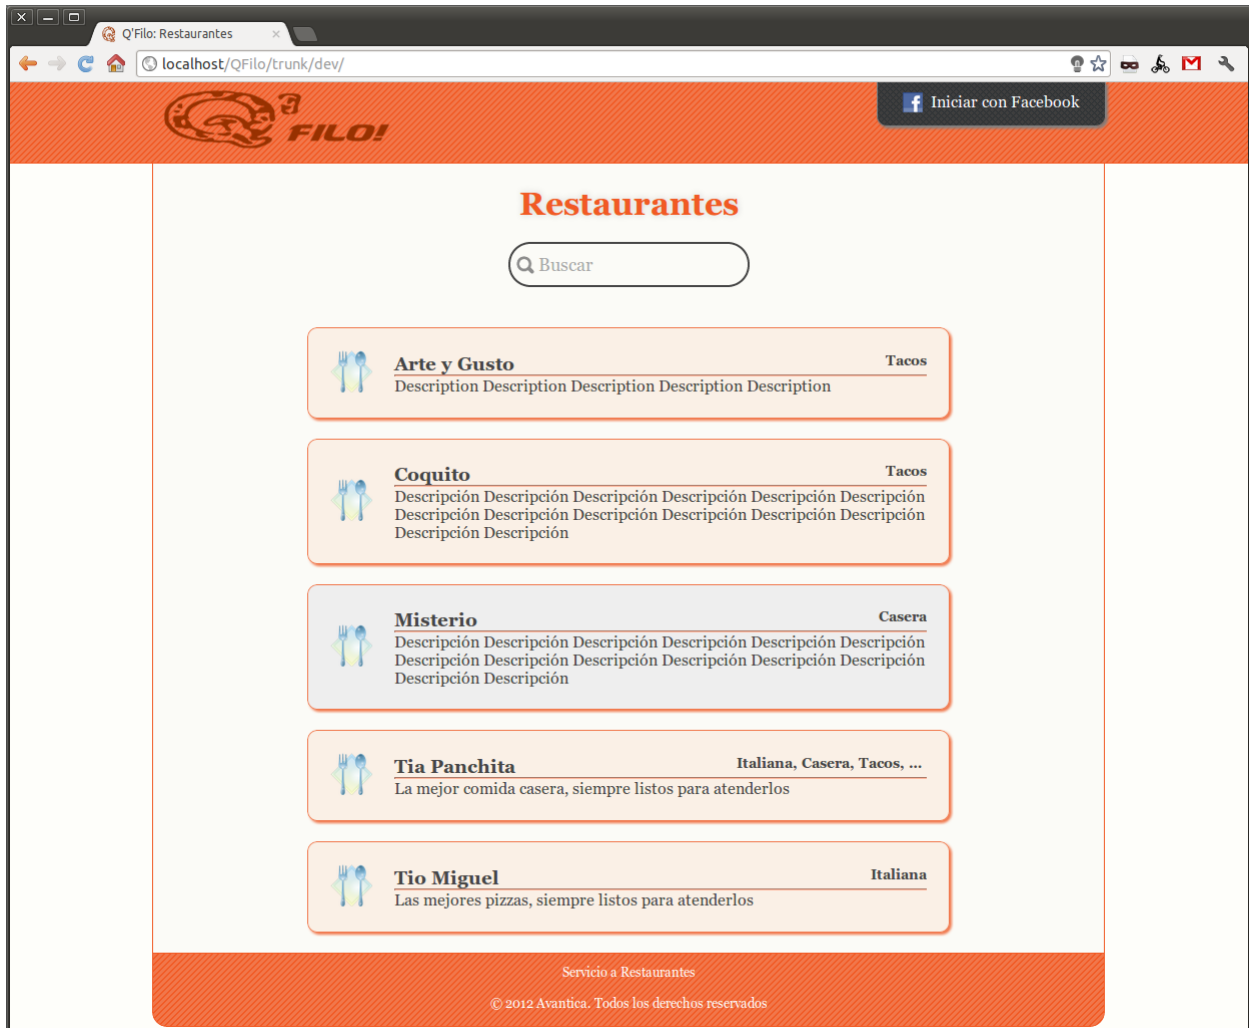 Q'Filo: Restaurantes
localhost/QFilo/trunk/dev/
Q3 FILO!
Iniciar con Facebook
Restaurantes
Buscar
Arte y Gusto
Tacos
Description Description Description Description Description
Coquito
Tacos
Descripción Descripción Descripción Descripción Descripción Descripción
Descripción Descripción Descripción Descripción Descripción Descripción
Descripción Descripción
Misterio
Casera
Descripción Descripción Descripción Descripción Descripción Descripción
Descripción Descripción Descripción Descripción Descripción Descripción
Descripción Descripción
Tia Panchita
Italiana, Casera, Tacos, ...
La mejor comida casera, siempre listos para atenderlos
Tio Miguel
Italiana
Las mejores pizzas, siempre listos para atenderlos
Servicio a Restaurantes
© 2012 Avantica. Todos los derechos reservados